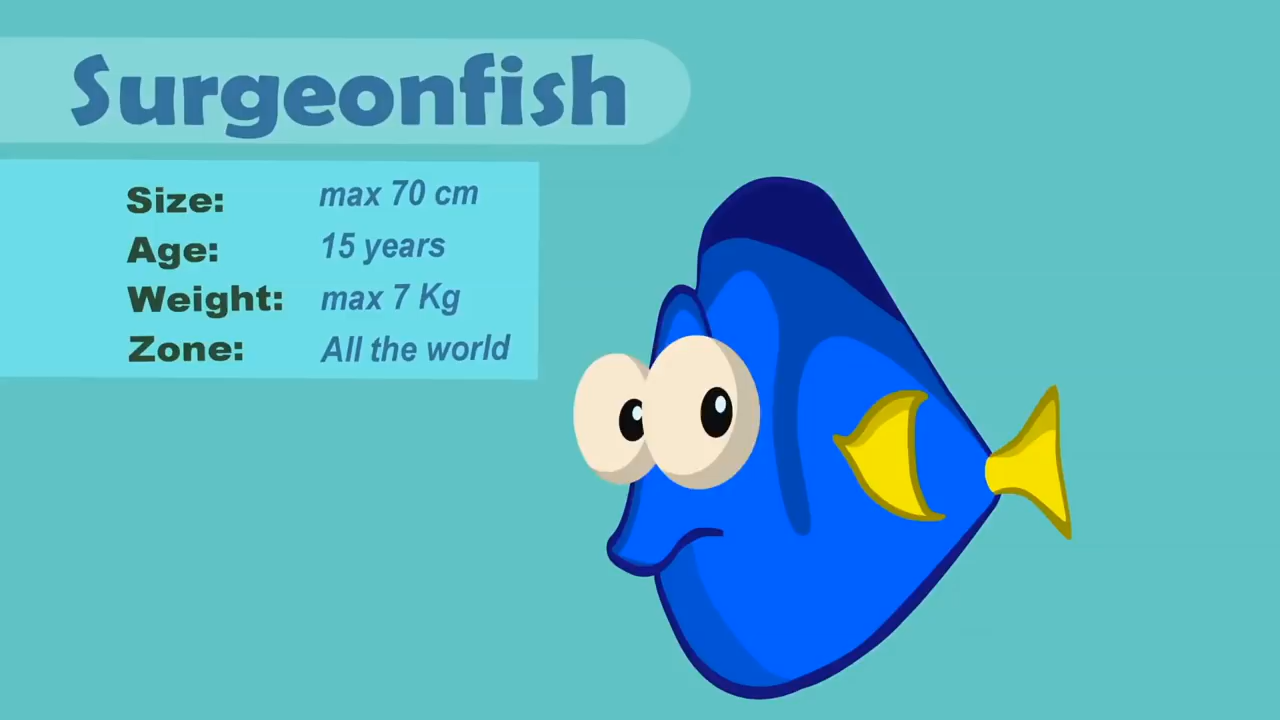 Surgeonfish
Size: max 70 cm
Age: 15 years
Weight: max 7 Kg
Zone: All the world